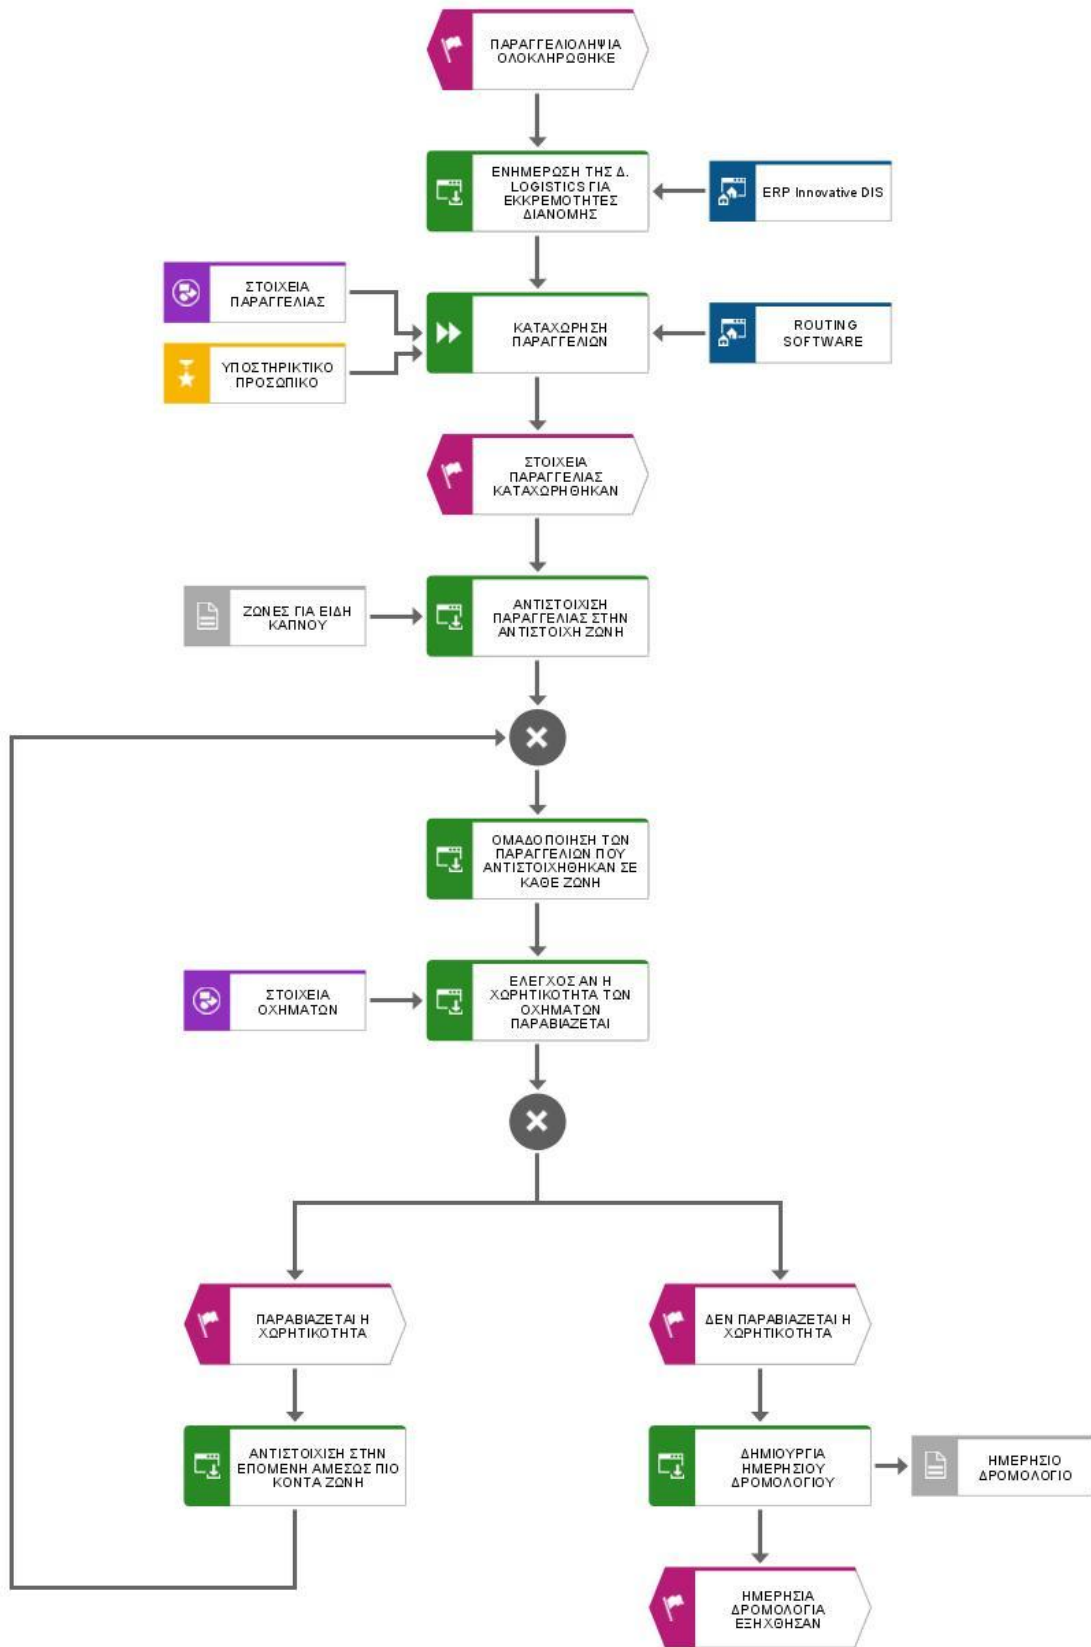 ΠΑΡΑΓΓΕΛΙΟΛΗΨΙΑ
ΟΛΟΚΛΗΡΩΘΗΚΕ
ΕΝΗΜΕΡΩΣΗ ΤΗΣ Δ.
LOGISTICS ΓΙΑ
ΕΚΚΡΕΜΟΤΗΤΕΣ
ΔΙΑΝΟΜΗΣ
ERP Innovative DIS
ΣΤΟΙΧΕΙΑ
ΠΑΡΑΓΓΕΛΙΑΣ
ΥΠΟΣΤΗΡΙΚΤΙΚΟ
ΠΡΟΣΩΠΙΚΟ
ΚΑΤΑΧΩΡΗΣΗ
ΠΑΡΑΓΓΕΛΙΩΝ
ROUTING
SOFTWARE
ΣΤΟΙΧΕΙΑ
ΠΑΡΑΓΓΕΛΙΑΣ
ΚΑΤΑΧΩΡΗΘΗΚΑΝ
ΖΩΝΕΣ ΓΙΑ ΕΙΔΗ
ΚΑΠΝΟΥ
ΑΝΤΙΣΤΟΙΧΙΣΗ
ΠΑΡΑΓΓΕΛΙΑΣ ΣΤΗΝ
ΑΝΤΙΣΤΟΙΧΗ ΖΩΝΗ
ΟΜΑΔΟΠΟΙΗΣΗ ΤΩΝ
ΠΑΡΑΓΓΕΛΙΩΝ ΠΟΥ
ΑΝΤΙΣΤΟΙΧΗΘΗΚΑΝ ΣΕ
ΚΑΘΕ ΖΩΝΗ
ΣΤΟΙΧΕΙΑ
ΟΧΗΜΑΤΩΝ
ΕΛΕΓΧΟΣ ΑΝ Η
ΧΩΡΗΤΙΚΟΤΗΤΑ ΤΩΝ
ΟΧΗΜΑΤΩΝ
ΠΑΡΑΒΙΑΖΕΤΑΙ
ΠΑΡΑΒΙΑΖΕΤΑΙ Η
ΧΩΡΗΤΙΚΟΤΗΤΑ
ΔΕΝ ΠΑΡΑΒΙΑΖΕΤΑΙ Η
ΧΩΡΗΤΙΚΟΤΗΤΑ
ΑΝΤΙΣΤΟΙΧΙΣΗ ΣΤΗΝ
ΕΠΟΜΕΝΗ ΑΜΕΣΩΣ ΠΙΟ
ΚΟΝΤΑ ΖΩΝΗ
ΔΗΜΙΟΥΡΓΙΑ
ΗΜΕΡΗΣΙΟΥ
ΔΡΟΜΟΛΟΓΙΟΥ
ΗΜΕΡΗΣΙΟ
ΔΡΟΜΟΛΟΓΙΟ
ΗΜΕΡΗΣΙΑ
ΔΡΟΜΟΛΟΓΙΑ
ΕΞΗΧΘΗΣΑΝ